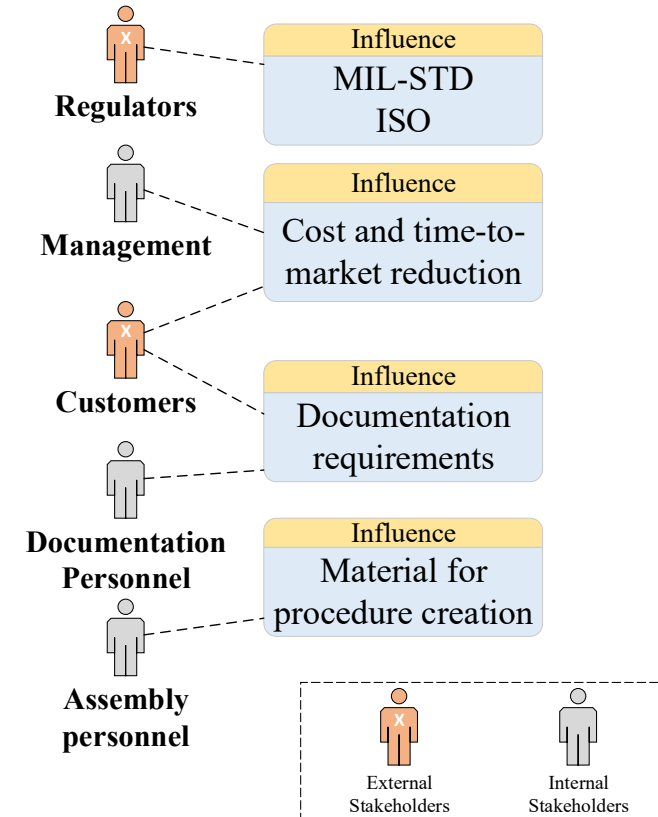 X
Regulators
Influence
MIL-STD
ISO
Management
Influence
Cost and time-to-
market reduction
X
Customers
Influence
Documentation
requirements
Documentation
Personnel
Influence
Material for
procedure creation
Assembly
personnel
X
External
Stakeholders
Internal
Stakeholders